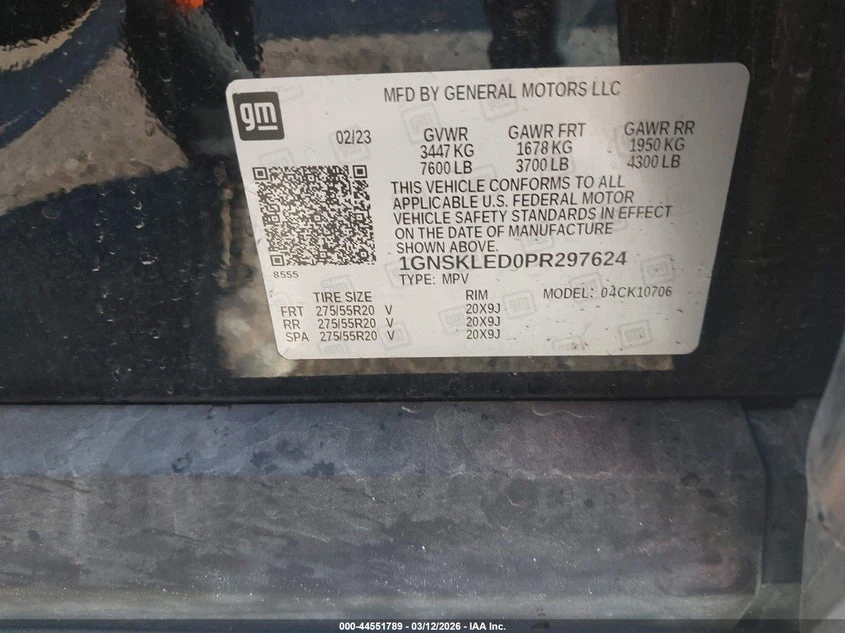 gm
MFD BY GENERAL MOTORS LLC
02/23 GVWR GAWR FRT GAWR RR
3447 KG 1678 KG 1950 KG
7600 LB 3700 LB 4300 LB
THIS VEHICLE CONFORMS TO ALL
APPLICABLE U.S. FEDERAL MOTOR
VEHICLE SAFETY STANDARDS IN EFFECT
ON THE DATE OF MANUFACTURE
SHOWN ABOVE.
8555
1GNSKLED0PR297624
TYPE: MPV MODEL: 04CK10706
TIRE SIZE RIM
FRT 275/55R20 V 20X9J
RR 275/55R20 V 20X9J
SPA 275/55R20 V 20X9J
000-44551789 - 03/12/2026 - IAA Inc.